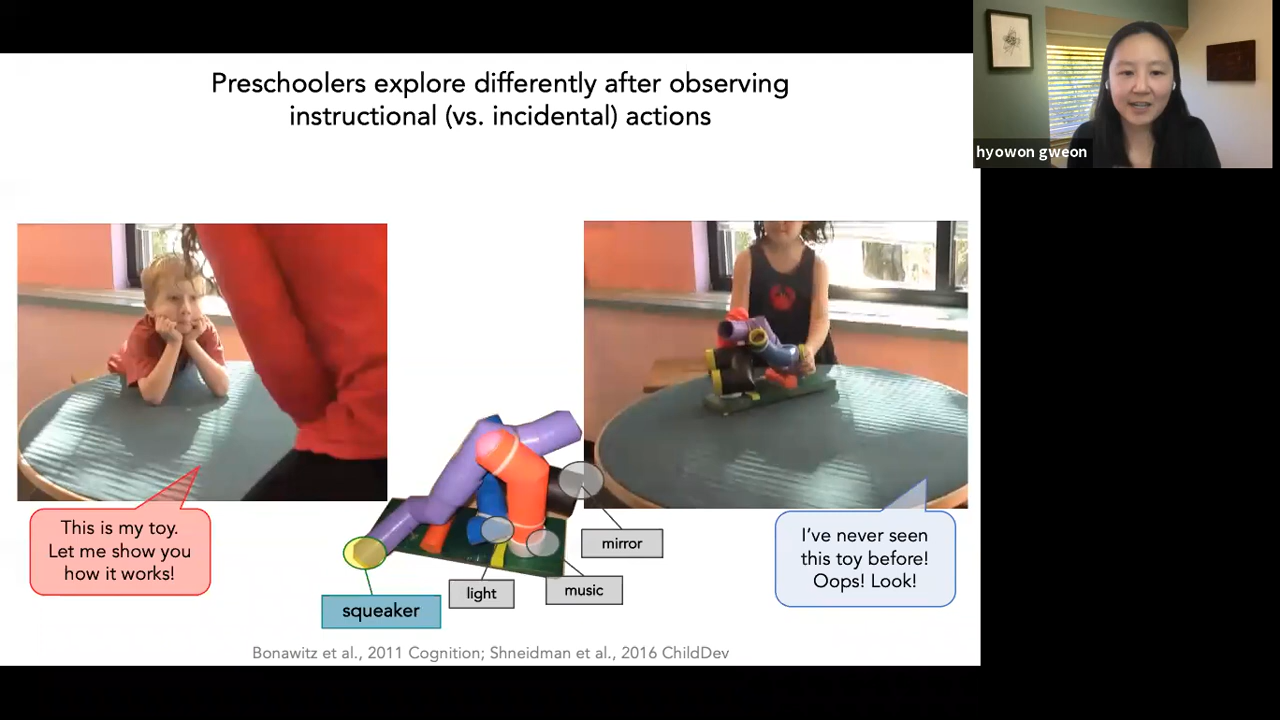 Preschoolers explore differently after observing
instructional (vs. incidental) actions
hyowon gweon
This is my toy.
Let me show you
how it works!
squeaker
light
music
mirror
I've never seen
this toy before!
Oops! Look!
Bonawitz et al., 2011 Cognition; Shneidman et al., 2016 ChildDev